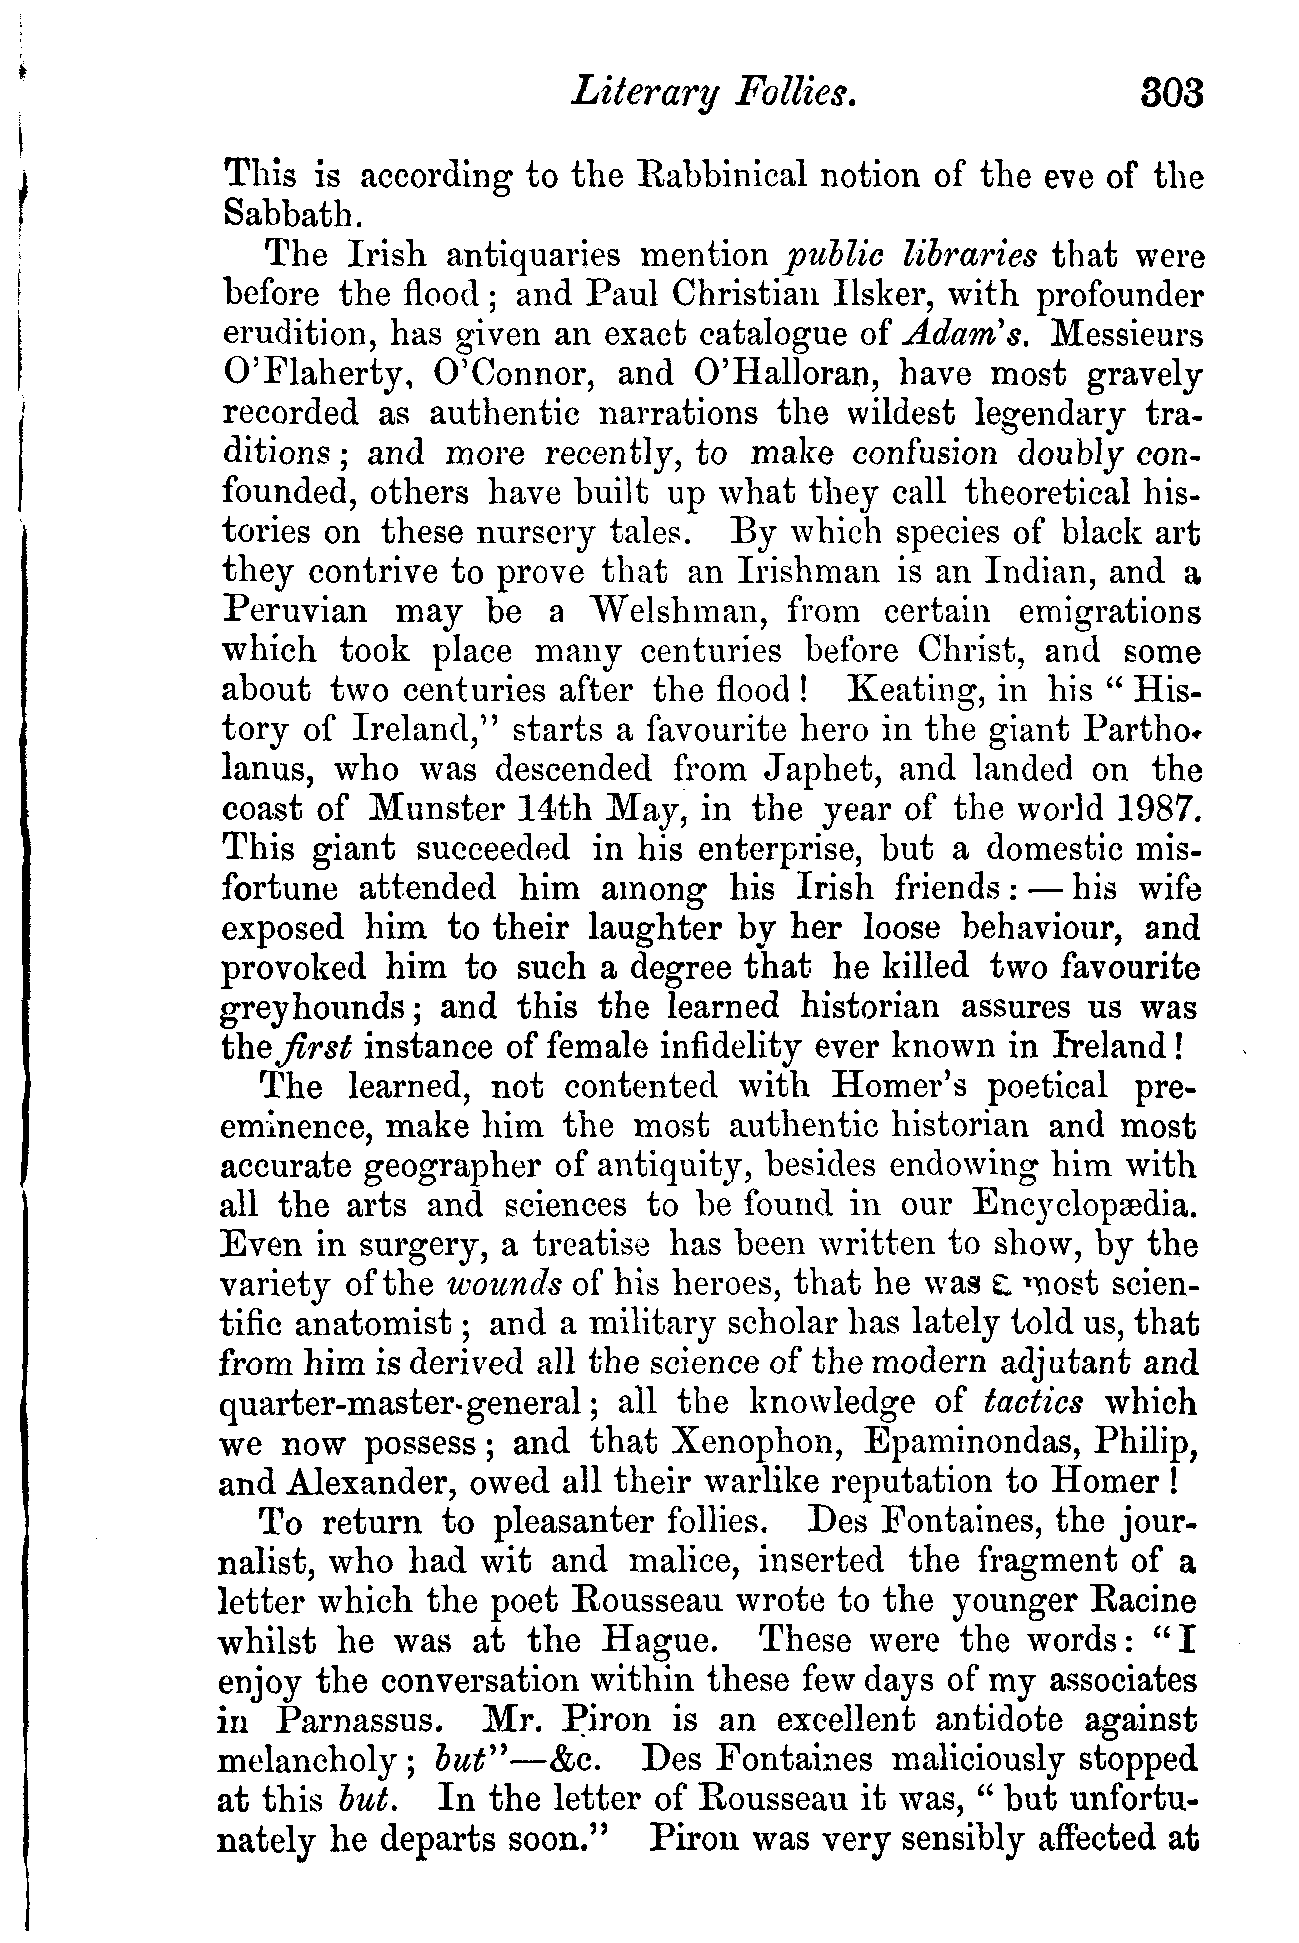 Literary Follies. 303
This is according to the Rabbinical notion of the eve of the
Sabbath.
The Irish antiquaries mention public libraries that were
before the flood; and Paul Christian Ilsker, with profounder
erudition, has given an exact catalogue of Adam's. Messieurs
O'Flaherty, O'Connor, and O'Halloran, have most gravely
recorded as authentic narrations the wildest legendary tra-
ditions; and more recently, to make confusion doubly con-
founded, others have built up what they call theoretical his-
tories on these nursery tales. By which species of black art
they contrive to prove that an Irishman is an Indian, and a
Peruvian may be a Welshman, from certain emigrations
which took place many centuries before Christ, and some
about two centuries after the flood! Keating, in his "His-
tory of Ireland," starts a favourite hero in the giant Partho-
lanus, who was descended from Japhet, and landed on the
coast of Munster 14th May, in the year of the world 1987.
This giant succeeded in his enterprise, but a domestic mis-
fortune attended him among his Irish friends:—his wife
exposed him to their laughter by her loose behaviour, and
provoked him to such a degree that he killed two favourite
greyhounds; and this the learned historian assures us was
the first instance of female infidelity ever known in Ireland!
The learned, not contented with Homer's poetical pre-
eminence, make him the most authentic historian and most
accurate geographer of antiquity, besides endowing him with
all the arts and sciences to be found in our Encyclopædia.
Even in surgery, a treatise has been written to show, by the
variety of the wounds of his heroes, that he was a most scien-
tific anatomist; and a military scholar has lately told us, that
from him is derived all the science of the modern adjutant and
quarter-master-general; all the knowledge of tactics which
we now possess; and that Xenophon, Epaminondas, Philip,
and Alexander, owed all their warlike reputation to Homer!
To return to pleasanter follies. Des Fontaines, the jour-
nalist, who had wit and malice, inserted the fragment of a
letter which the poet Rousseau wrote to the younger Racine
whilst he was at the Hague. These were the words: "I
enjoy the conversation within these few days of my associates
in Parnassus. Mr. Piron is an excellent antidote against
melancholy; but"—&c. Des Fontaines maliciously stopped
at this but. In the letter of Rousseau it was, "but unfortu-
nately he departs soon." Piron was very sensibly affected at